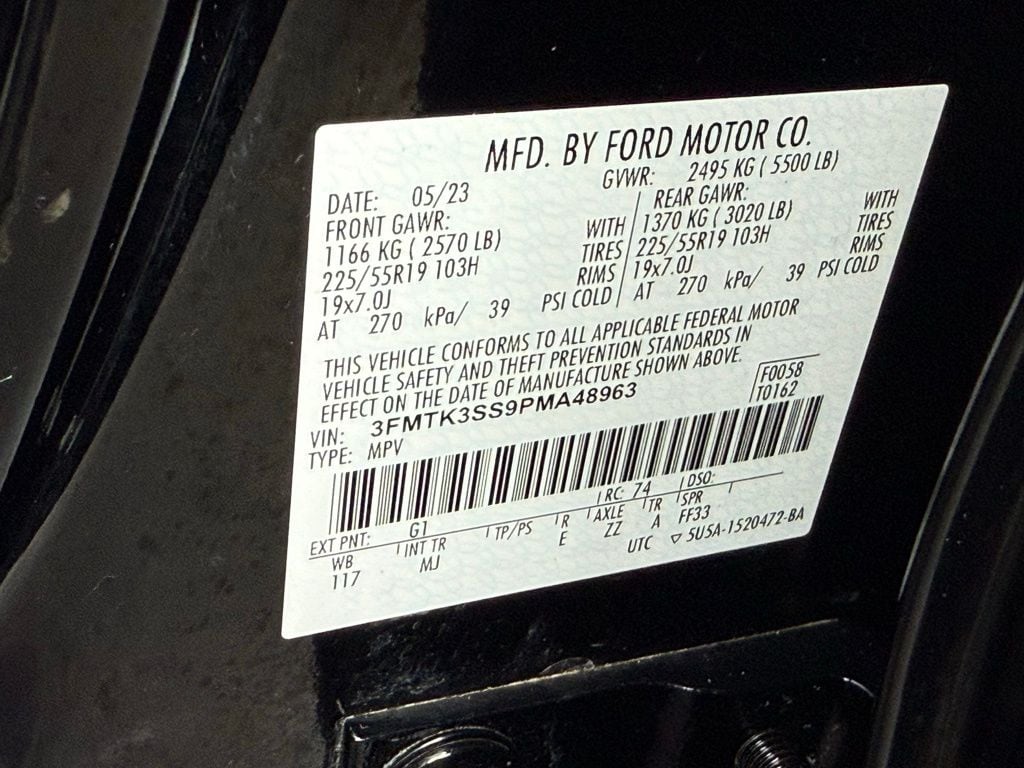 MFD. BY FORD MOTOR CO.
DATE: 05/23 GVWR: 2495 KG ( 5500 LB)
FRONT GAWR: REAR GAWR:
1166 KG ( 2570 LB) WITH 1370 KG ( 3020 LB) WITH
225/55R19 103H TIRES 225/55R19 103H TIRES
19x7.0J RIMS 19x7.0J RIMS
AT 270 kPa/ 39 PSI COLD AT 270 kPa/ 39 PSI COLD
THIS VEHICLE CONFORMS TO ALL APPLICABLE FEDERAL MOTOR
VEHICLE SAFETY AND THEFT PREVENTION STANDARDS IN
EFFECT ON THE DATE OF MANUFACTURE SHOWN ABOVE.
VIN: 3FMTK3SS9PMA48963 F0058
TYPE: MPV T0162
EXT PNT: G1 RC: 74 DSO:
WB INT TR TP/PS R AXLE TR SPR
117 MJ E ZZ A FF33
UTC ▽ 5U5A-1520472-BA